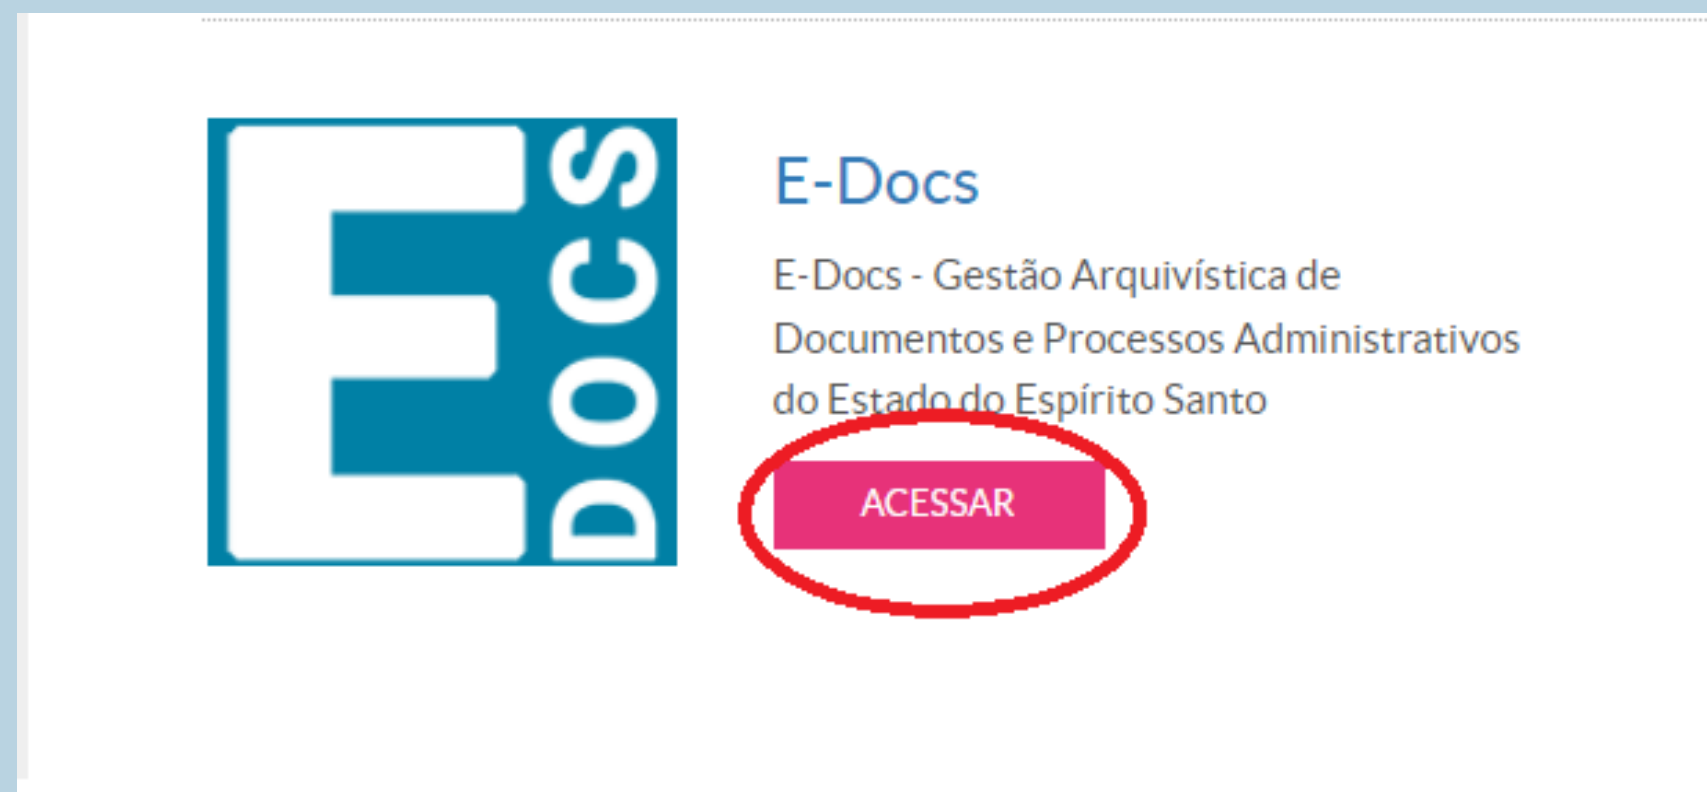 E DOCS
E-Docs
E-Docs - Gestão Arquivística de
Documentos e Processos Administrativos
do Estado do Espírito Santo
ACESSAR